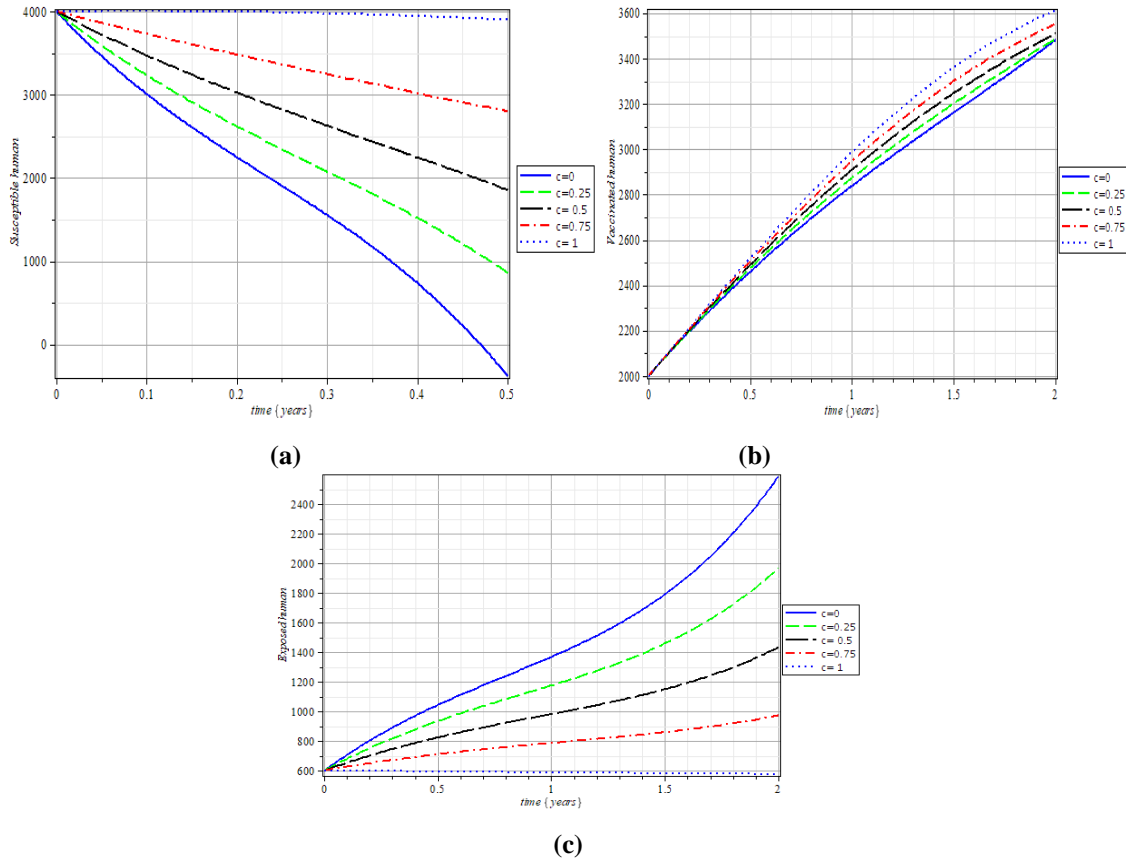 4000
3000
2000
1000
0
Susceptible human
0
0.1
0.2
0.3
0.4
0.5
time {years}
c=0
c=0.25
c= 0.5
c=0.75
c= 1
(a)
3600
3400
3200
3000
2800
2600
2400
2200
2000
Vaccinated human
0
0.5
1
1.5
2
time {years}
c=0
c=0.25
c= 0.5
c=0.75
c= 1
(b)
2400
2200
2000
1800
1600
1400
1200
1000
800
600
Exposed human
0
0.5
1
1.5
2
time {years}
c=0
c=0.25
c= 0.5
c=0.75
c= 1
(c)